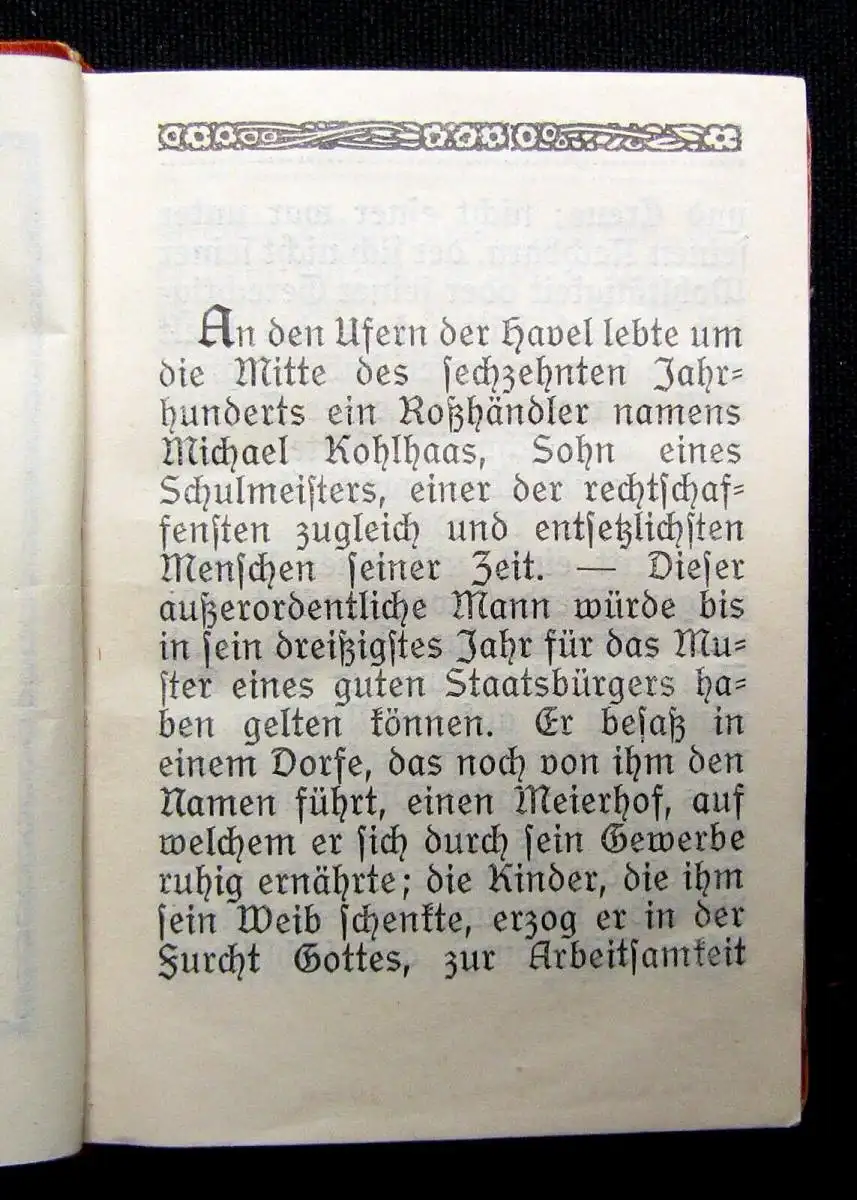 An den Ufern der Havel lebte um
die Mitte des ſechzehnten Jahr⸗
hunderts ein Roßhändler namens
Michael Kohlhaas, Sohn eines
Schulmeiſters, einer der rechtſchaf⸗
fenſten zugleich und entſetzlichſten
Menſchen ſeiner Zeit. — Dieſer
außerordentliche Mann würde bis
in ſein dreißigſtes Jahr für das Mu⸗
ſter eines guten Staatsbürgers ha⸗
ben gelten können. Er beſaß in
einem Dorfe, das noch von ihm den
Namen führt, einen Meierhof, auf
welchem er ſich durch ſein Gewerbe
ruhig ernährte; die Kinder, die ihm
ſein Weib ſchenkte, erzog er in der
Furcht Gottes, zur Arbeitſamkeit